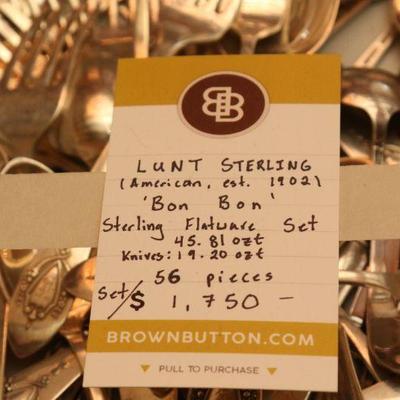 LUNT STERLING
(American, est. 1902)
'Bon Bon'
Sterling Flatware Set
45.81 ozt
Knives: 19.20 ozt
56 pieces
Set/$ 1,750 –
BROWNBUTTON.COM
PULL TO PURCHASE